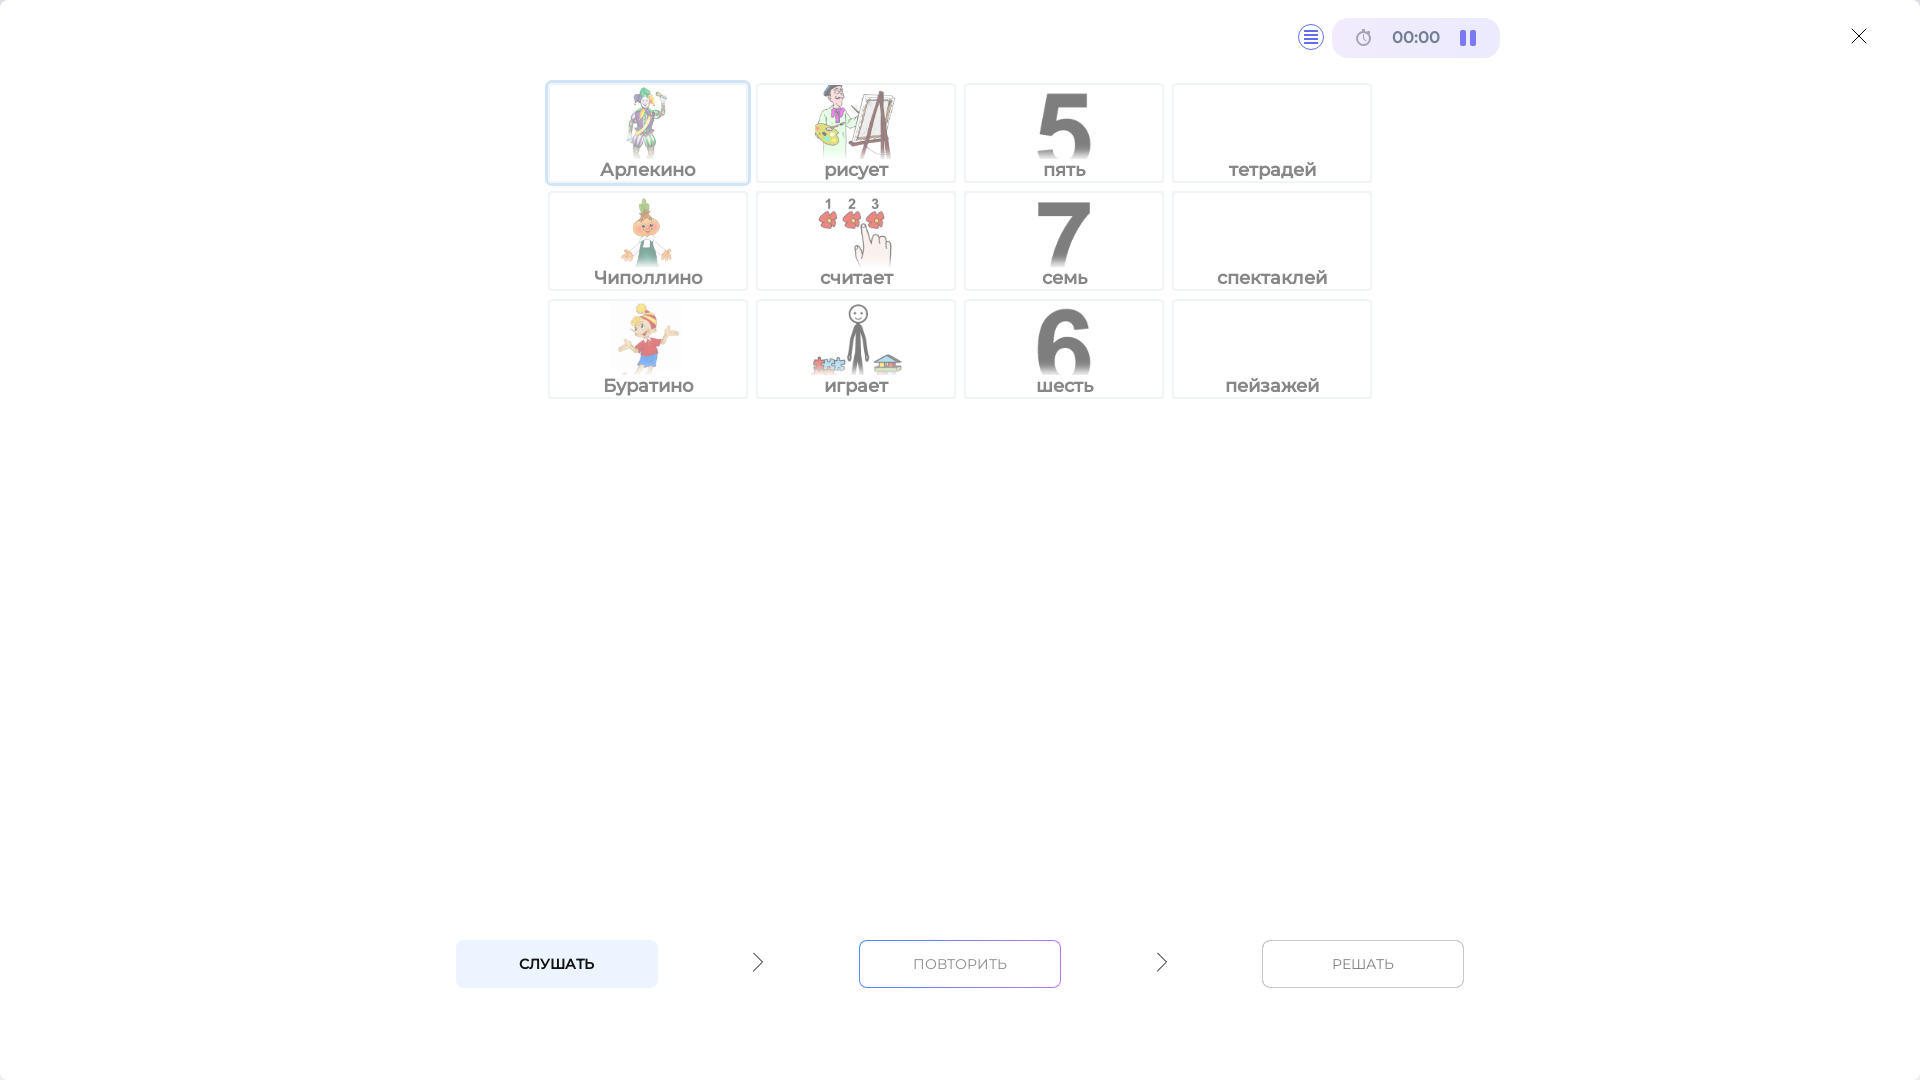 00:00
Арлекино
рисует
5
пять
тетрадей
Чиполлино
1 2 3
считает
7
семь
спектаклей
Буратино
играет
6
шесть
пейзажей
СЛУШАТЬ
ПОВТОРИТЬ
РЕШАТЬ